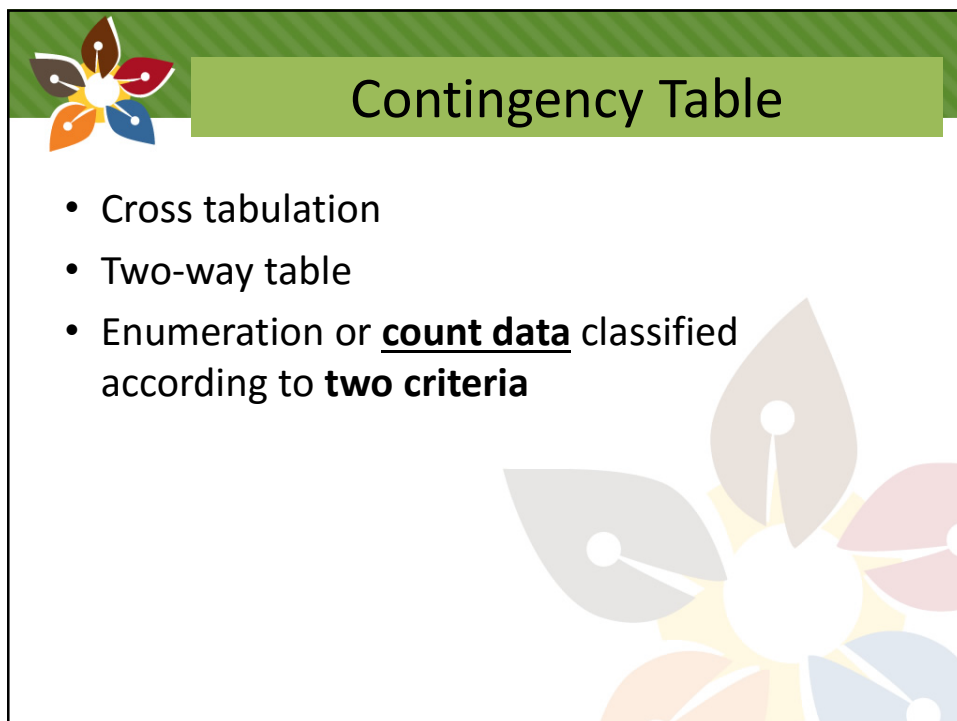 Contingency Table
• Cross tabulation
• Two-way table
• Enumeration or count data classified
according to two criteria